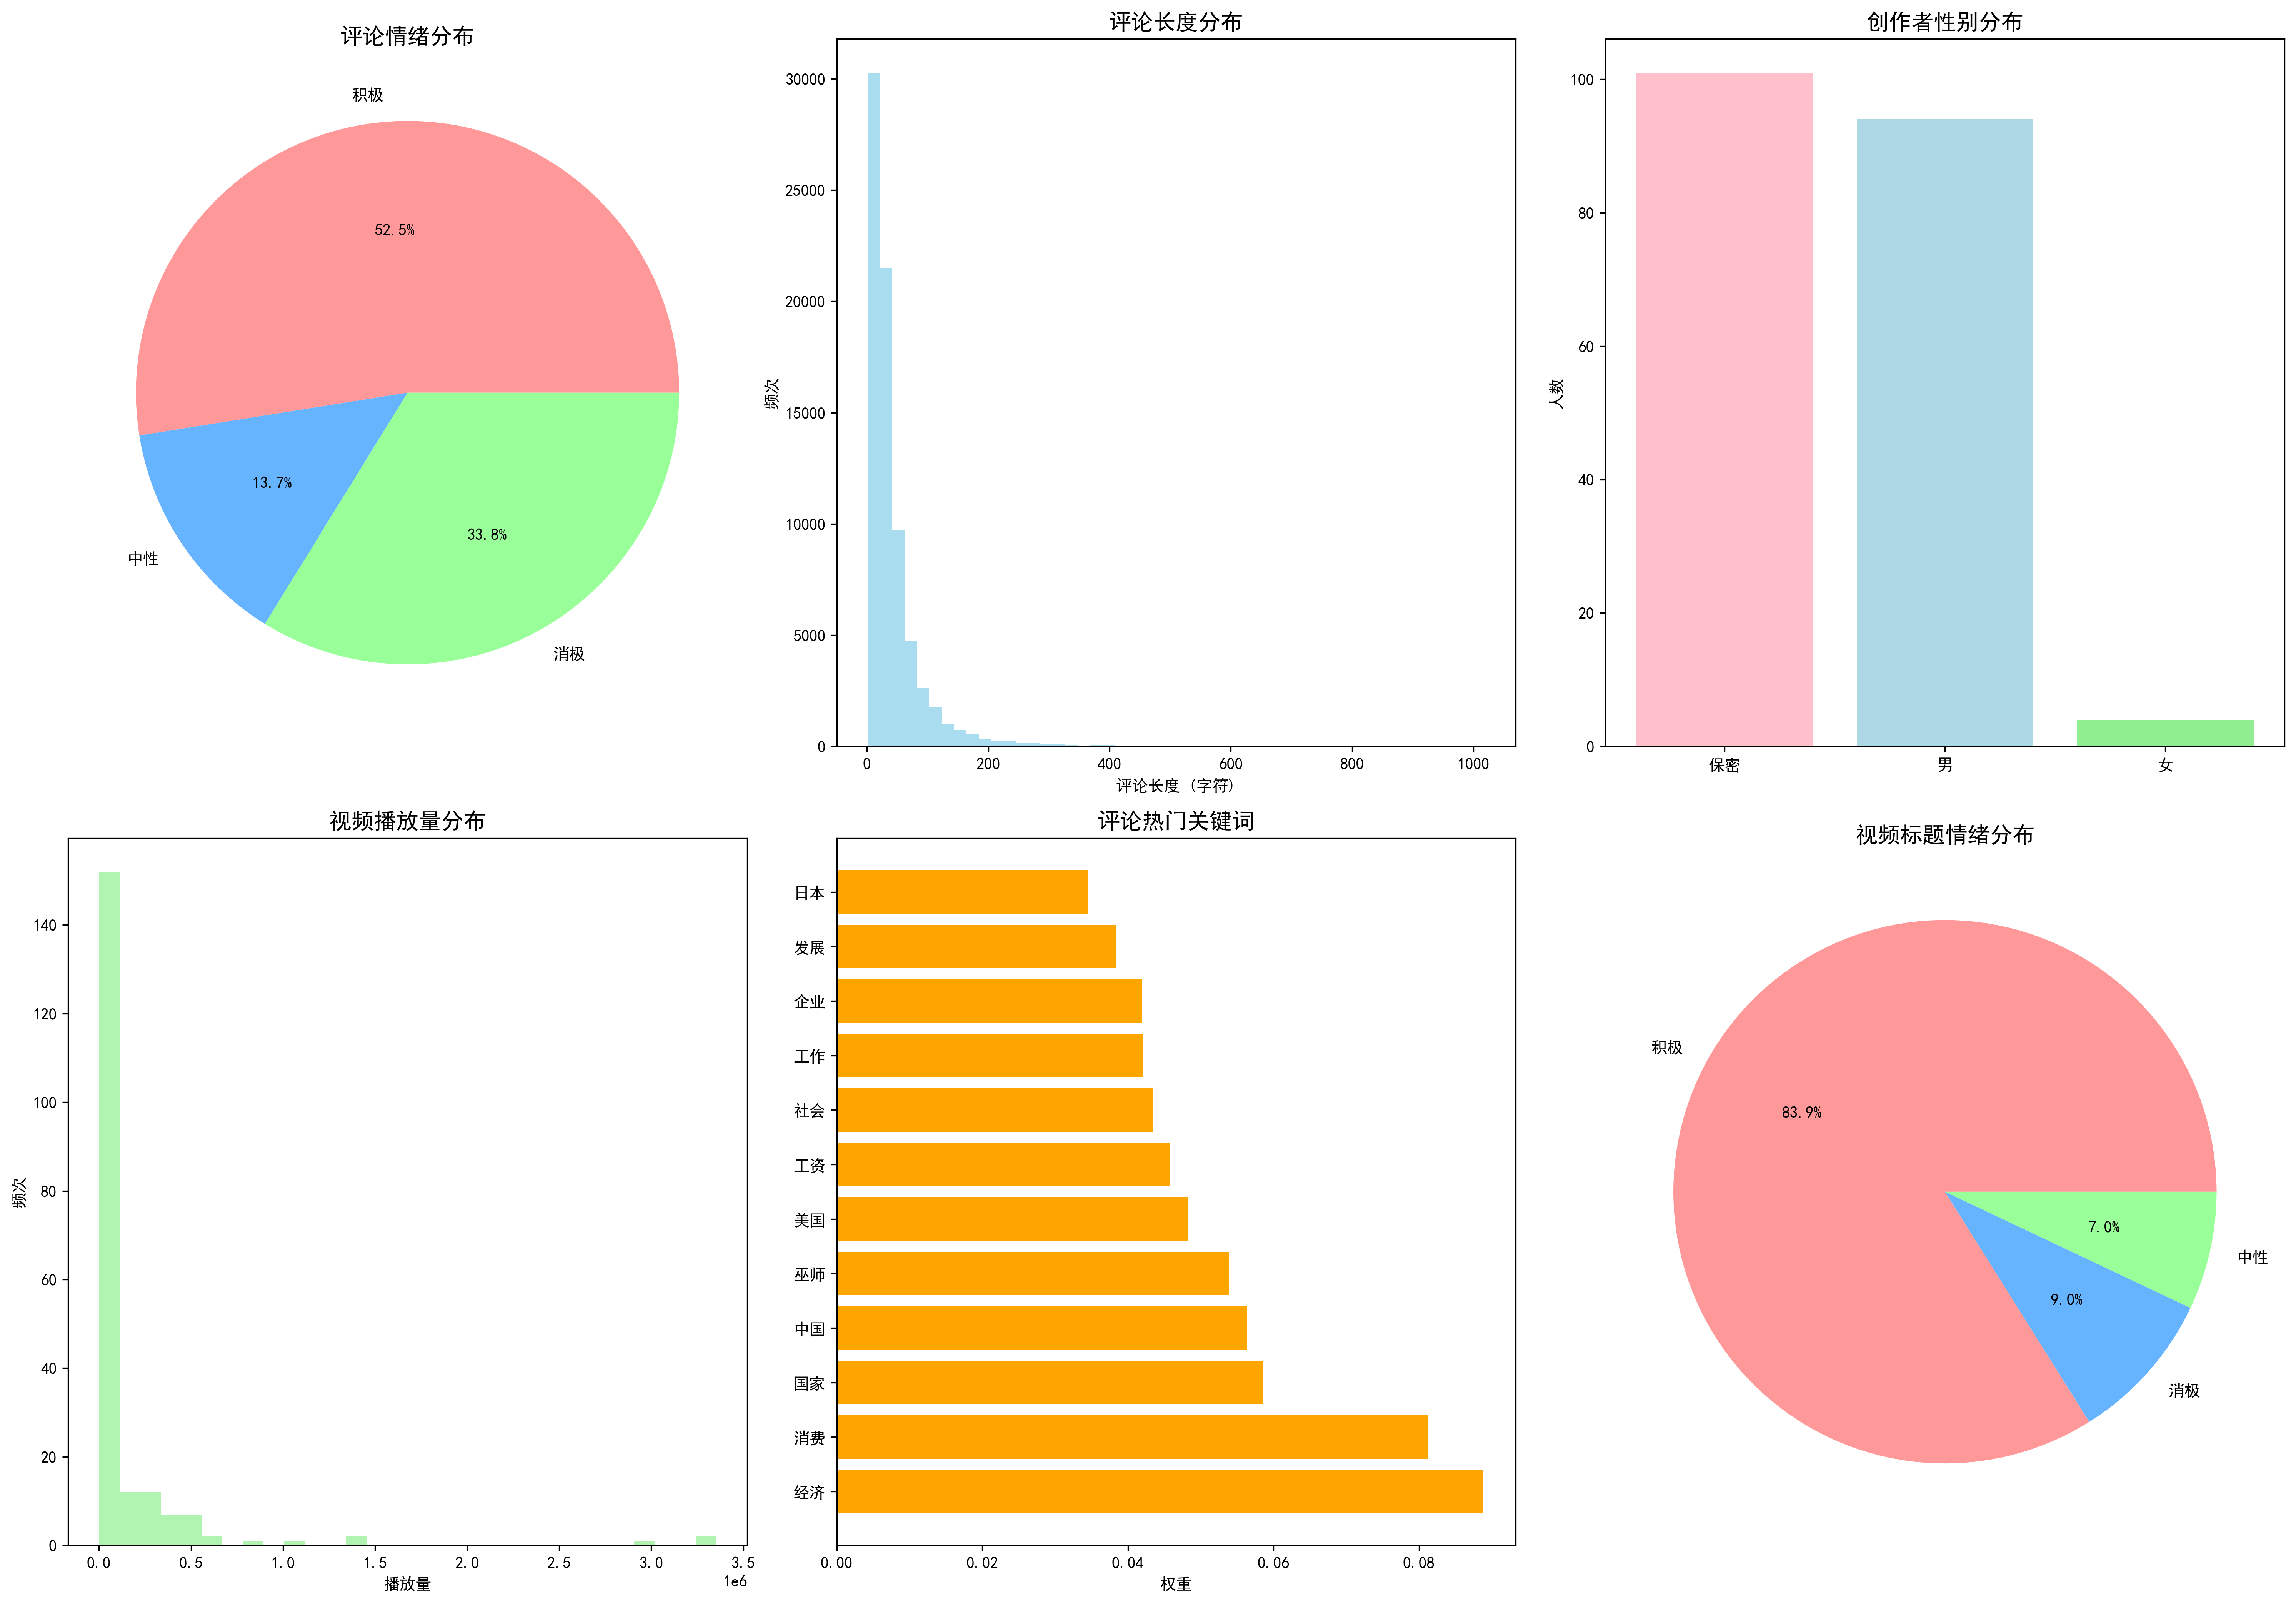 评论情绪分布
积极
52.5%
13.7%
中性
33.8%
消极
评论长度分布
频次
30000
25000
20000
15000
10000
5000
0
0 200 400 600 800 1000
评论长度 (字符)
创作者性别分布
人数
100
80
60
40
20
0
保密 男 女
视频播放量分布
频次
140
120
100
80
60
40
20
0
0.0 0.5 1.0 1.5 2.0 2.5 3.0 3.5
1e6
播放量
评论热门关键词
日本
发展
企业
工作
社会
工资
美国
巫师
中国
国家
消费
经济
0.00 0.02 0.04 0.06 0.08
权重
视频标题情绪分布
积极
83.9%
7.0%
中性
9.0%
消极